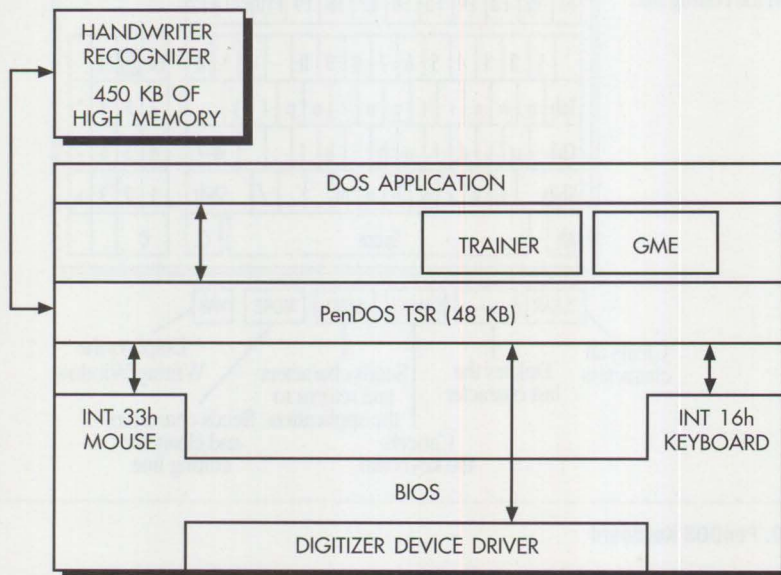 HANDWRITER
RECOGNIZER
450 KB OF
HIGH MEMORY
DOS APPLICATION
TRAINER
GME
PenDOS TSR (48 KB)
INT 33h
MOUSE
INT 16h
KEYBOARD
BIOS
DIGITIZER DEVICE DRIVER